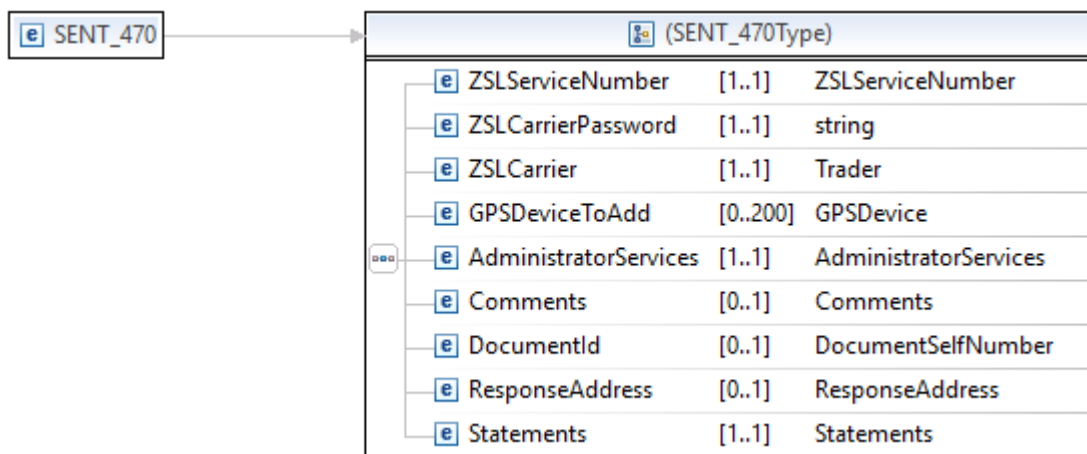 e SENT_470
(SENT_470Type)
e ZSLServiceNumber [1..1] ZSLServiceNumber
e ZSLCarrierPassword [1..1] string
e ZSLCarrier [1..1] Trader
e GPSDeviceToAdd [0..200] GPSDevice
e AdministratorServices [1..1] AdministratorServices
e Comments [0..1] Comments
e DocumentId [0..1] DocumentSelfNumber
e ResponseAddress [0..1] ResponseAddress
e Statements [1..1] Statements